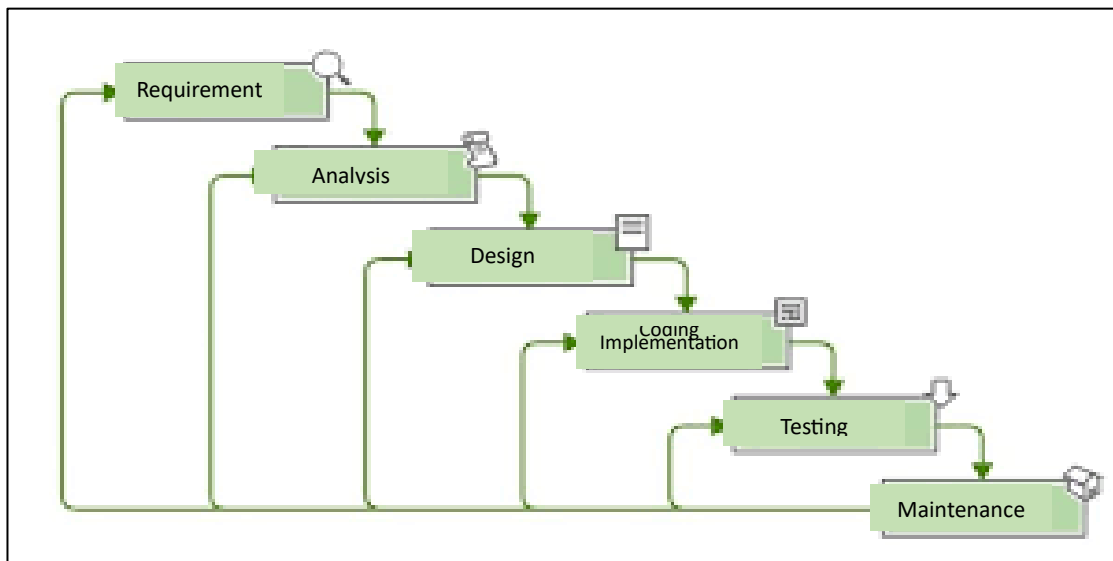 Requirement
Analysis
Design
Coding
Implementation
Testing
Maintenance